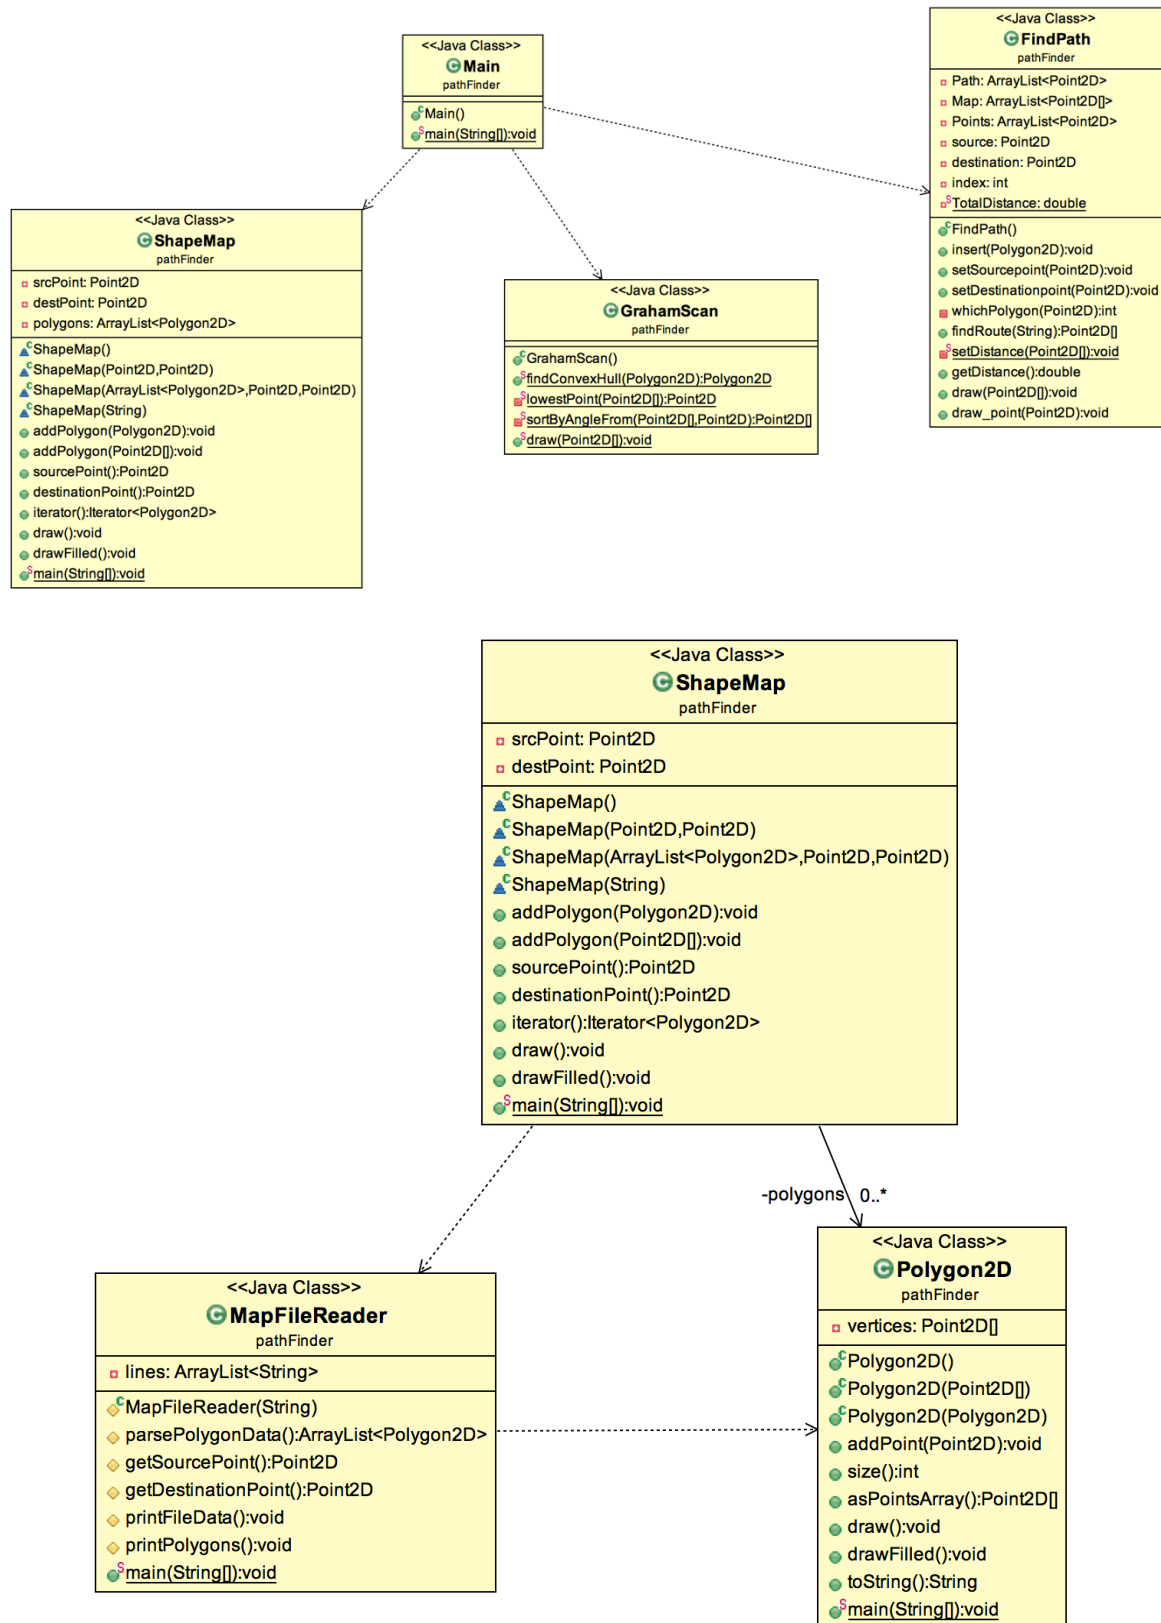 <<Java Class>>
Main
pathFinder
Main()
main(String[]):void
<<Java Class>>
FindPath
pathFinder
Path: ArrayList<Point2D>
Map: ArrayList<Point2D[]>
Points: ArrayList<Point2D>
source: Point2D
destination: Point2D
index: int
TotalDistance: double
FindPath()
insert(Polygon2D):void
setSourcepoint(Point2D):void
setDestinationpoint(Point2D):void
whichPolygon(Point2D):int
findRoute(String):Point2D[]
setDistance(Point2D[]):void
getDistance():double
draw(Point2D[]):void
draw_point(Point2D):void
<<Java Class>>
ShapeMap
pathFinder
srcPoint: Point2D
destPoint: Point2D
polygons: ArrayList<Polygon2D>
ShapeMap()
ShapeMap(Point2D,Point2D)
ShapeMap(ArrayList<Polygon2D>,Point2D,Point2D)
ShapeMap(String)
addPolygon(Polygon2D):void
addPolygon(Point2D[]):void
sourcePoint():Point2D
destinationPoint():Point2D
iterator():Iterator<Polygon2D>
draw():void
drawFilled():void
main(String[]):void
<<Java Class>>
GrahamScan
pathFinder
GrahamScan()
findConvexHull(Polygon2D):Polygon2D
lowestPoint(Point2D[]):Point2D
sortByAngleFrom(Point2D[],Point2D):Point2D[]
draw(Point2D[]):void
<<Java Class>>
ShapeMap
pathFinder
srcPoint: Point2D
destPoint: Point2D
ShapeMap()
ShapeMap(Point2D,Point2D)
ShapeMap(ArrayList<Polygon2D>,Point2D,Point2D)
ShapeMap(String)
addPolygon(Polygon2D):void
addPolygon(Point2D[]):void
sourcePoint():Point2D
destinationPoint():Point2D
iterator():Iterator<Polygon2D>
draw():void
drawFilled():void
main(String[]):void
-polygons 0..*
<<Java Class>>
MapFileReader
pathFinder
lines: ArrayList<String>
MapFileReader(String)
parsePolygonData():ArrayList<Polygon2D>
getSourcePoint():Point2D
getDestinationPoint():Point2D
printFileData():void
printPolygons():void
main(String[]):void
<<Java Class>>
Polygon2D
pathFinder
vertices: Point2D[]
Polygon2D()
Polygon2D(Point2D[])
Polygon2D(Polygon2D)
addPoint(Point2D):void
size():int
asPointsArray():Point2D[]
draw():void
drawFilled():void
toString():String
main(String[]):void